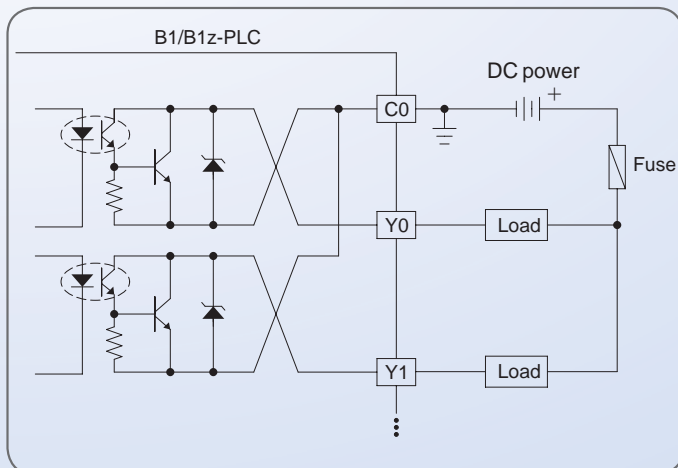 B1/B1z-PLC
DC power
C0
+
Fuse
Y0
Load
Y1
Load